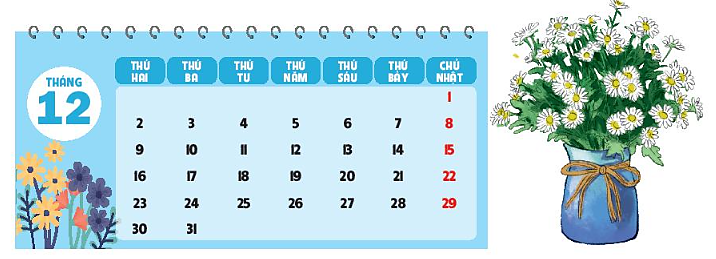 THÁNG
12
THỨ HAI THỨ BA THỨ TƯ THỨ NĂM THỨ SÁU THỨ BẢY CHỦ NHẬT
1
2 3 4 5 6 7 8
9 10 11 12 13 14 15
16 17 18 19 20 21 22
23 24 25 26 27 28 29
30 31